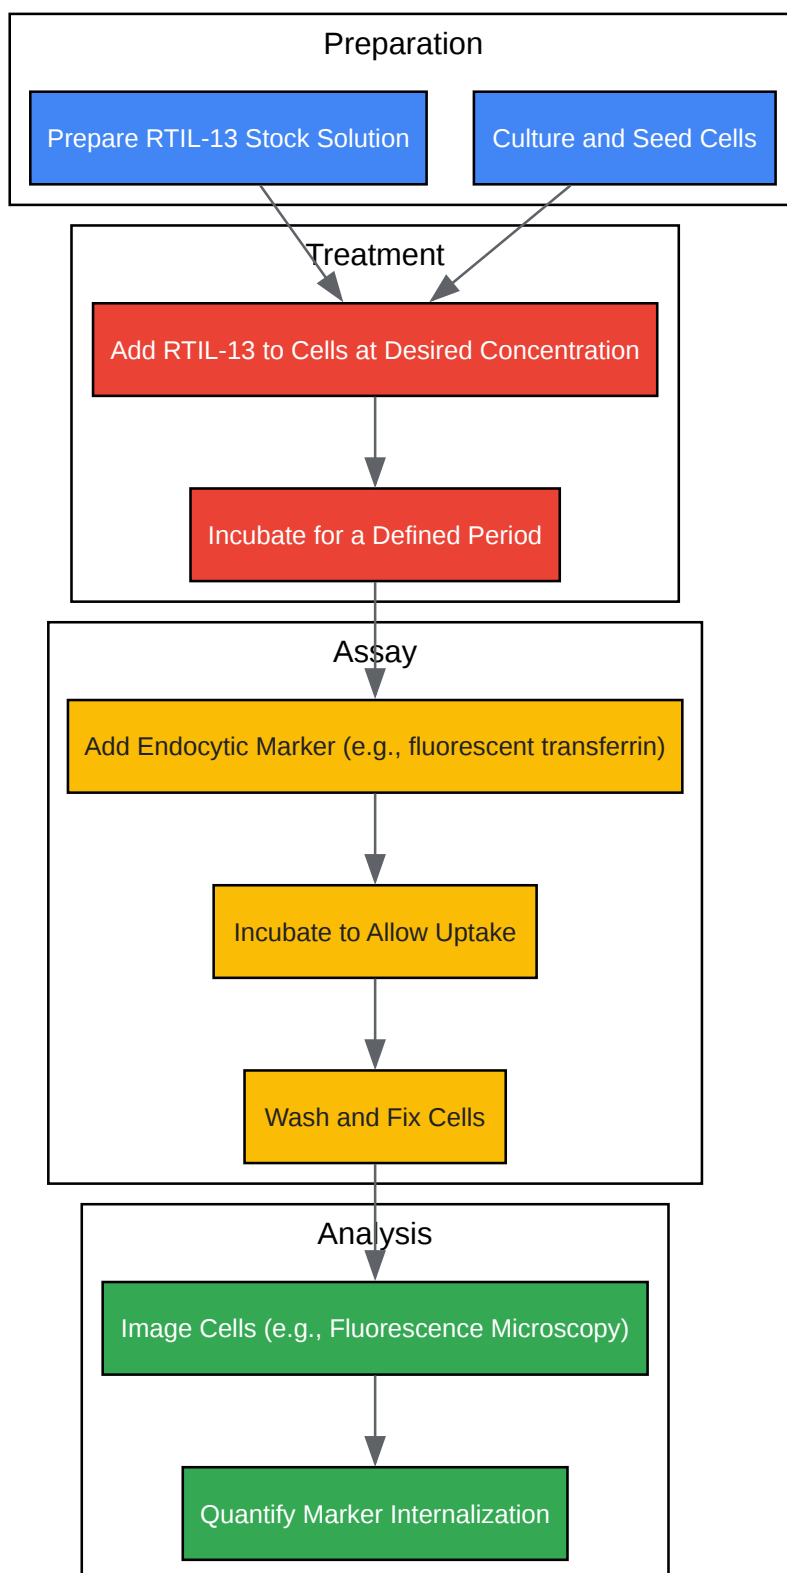 Preparation
Prepare RTIL-13 Stock Solution
Culture and Seed Cells
Treatment
Add RTIL-13 to Cells at Desired Concentration
Incubate for a Defined Period
Assay
Add Endocytic Marker (e.g., fluorescent transferrin)
Incubate to Allow Uptake
Wash and Fix Cells
Analysis
Image Cells (e.g., Fluorescence Microscopy)
Quantify Marker Internalization